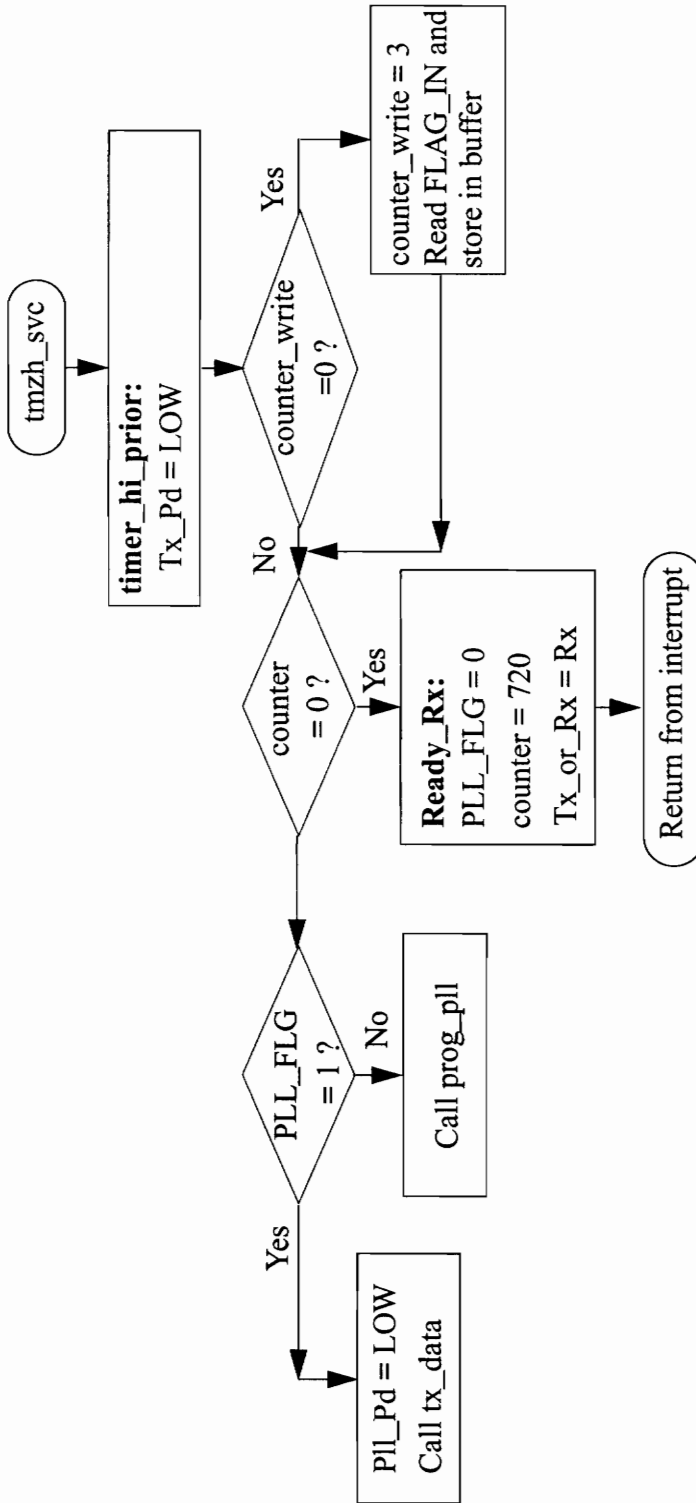 tmzh_svc
timer_hi_prior:
Tx_Pd = LOW
counter_write
=0 ?
Yes
counter_write = 3
Read FLAG_IN and
store in buffer
No
counter
= 0 ?
Yes
Ready_Rx:
PLL_FLG = 0
counter = 720
Tx_or_Rx = Rx
Return from interrupt
PLL_FLG
= 1 ?
No
Call prog_pll
Yes
Pll_Pd = LOW
Call tx_data